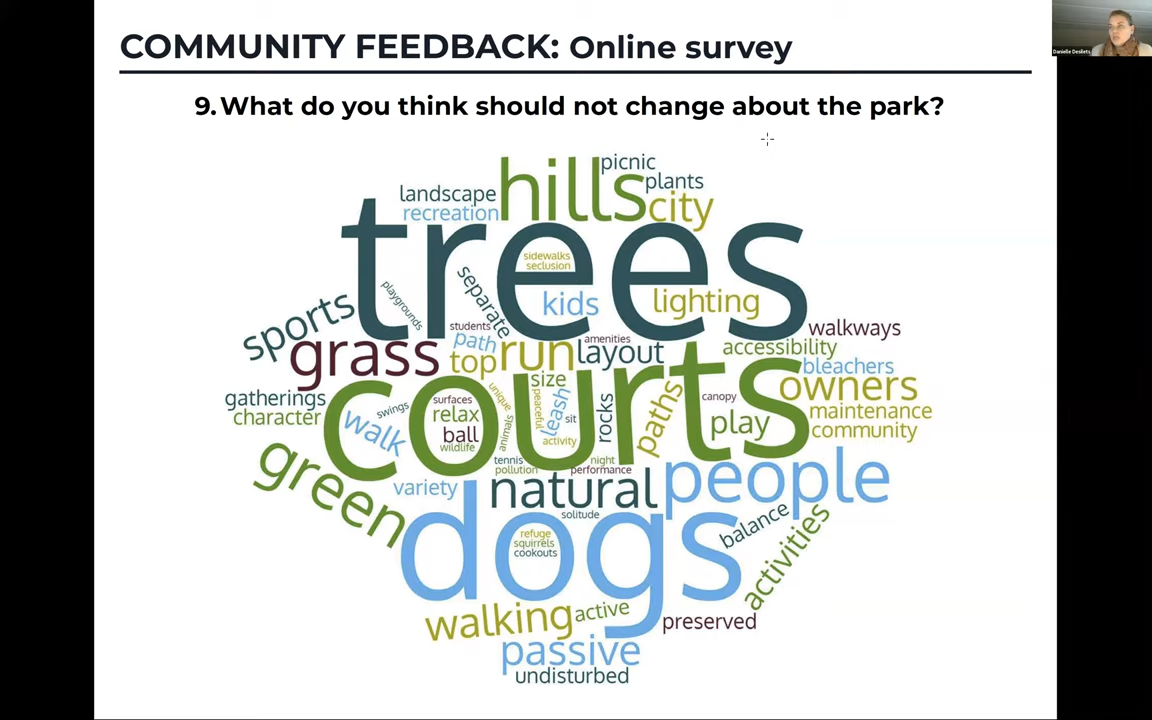 COMMUNITY FEEDBACK: Online survey
Danielle Desilets
9. What do you think should not change about the park?
picnic
hills
plants
landscape
city
recreation
trees
sidewalks
seclusion
separate
kids
lighting
playgrounds
sports
students
walkways
path
amenities
accessibility
grass
top
run
layout
bleachers
size
owners
courts
gatherings
swings
surfaces
unique
peaceful
leash
rocks
paths
canopy
maintenance
character
walk
relax
sit
play
community
ball
animals
activity
wildlife
green
tennis
night
pollution
performance
people
variety
natural
solitude
balance
dogs
refuge
squirrels
cookouts
activities
walking
active
preserved
passive
undisturbed